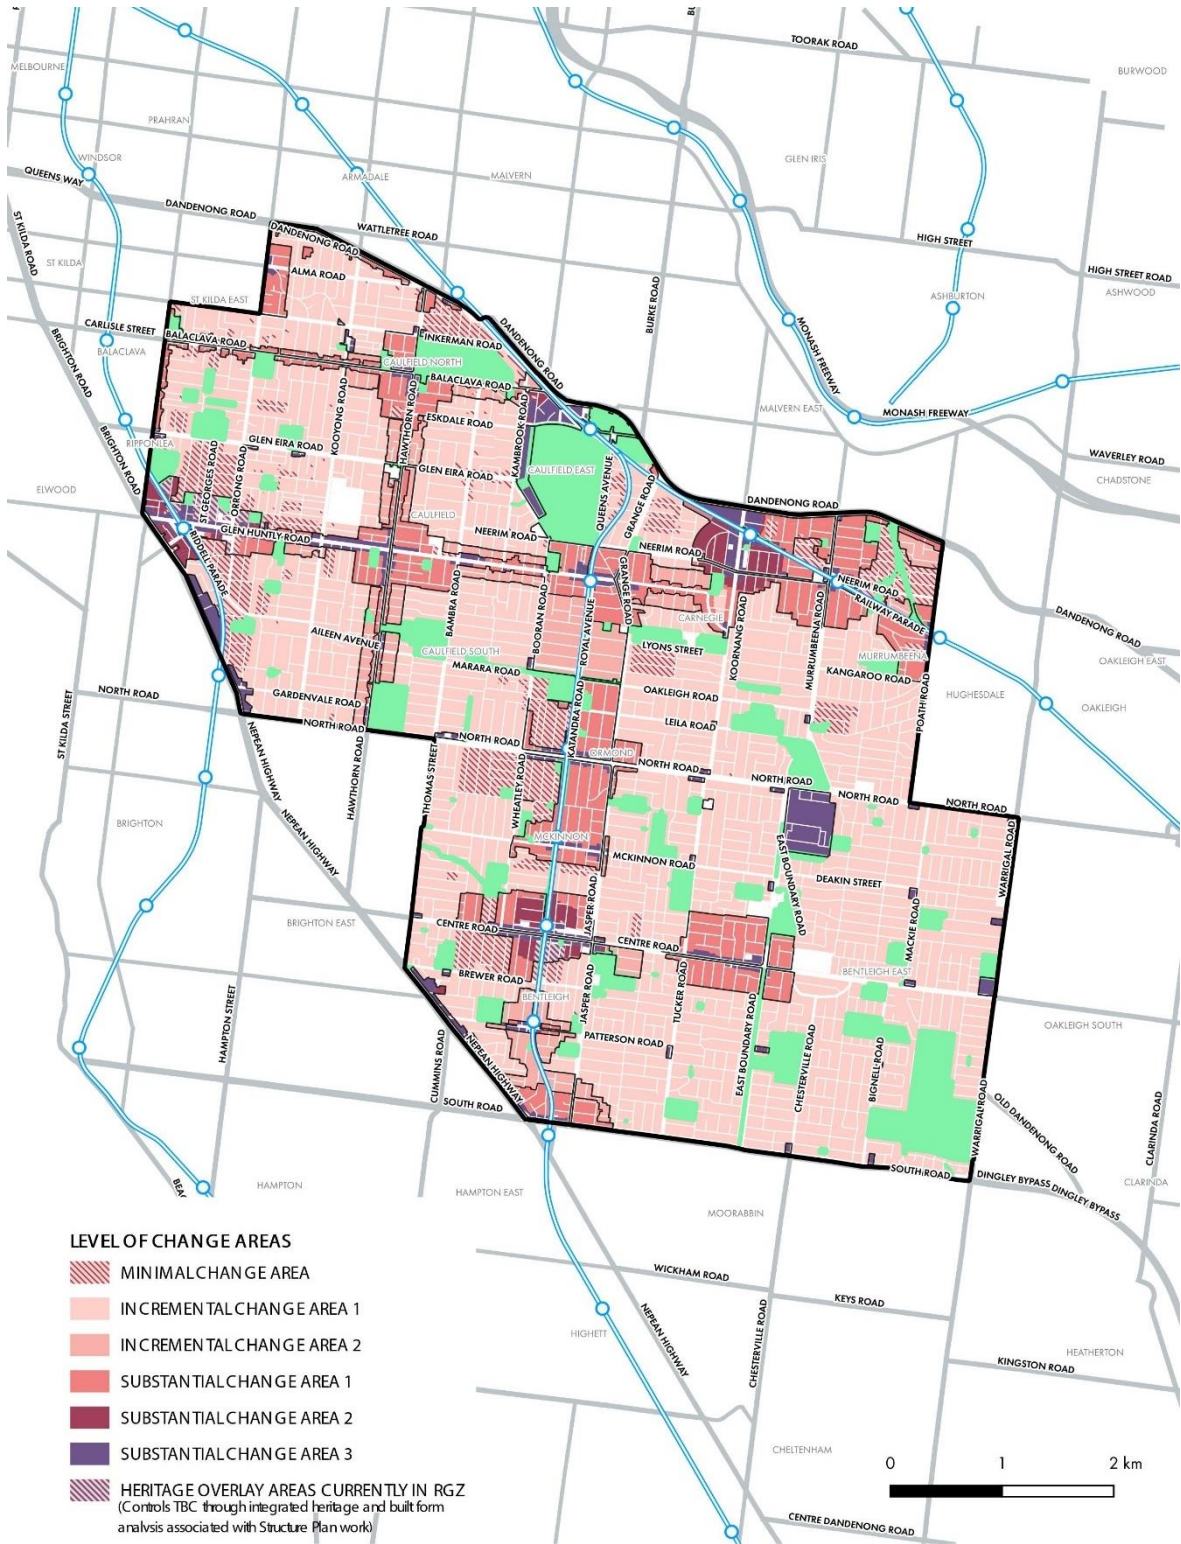 TOORAK ROAD
MELBOURNE
BURWOOD
PRAHRAN
WINDSOR
GLEN IRIS
QUEENS WAY
ARMADALE
MALVERN
DANDENONG ROAD
ST KILDA ROAD
DANDENONG ROAD
WATTLETREE ROAD
HIGH STREET
ST KILDA
ALMA ROAD
HIGH STREET ROAD
ASHBURTON
ASHWOOD
ST KILDA EAST
BURKE ROAD
CARLISLE STREET
BALACLAVA ROAD
INKERMAN ROAD
DANDENONG ROAD
MONASH FREEWAY
BALACLAVA
BRIGHTON ROAD
CAULFIELD NORTH
BALACLAVA ROAD
MALVERN EAST
MONASH FREEWAY
KOOYONG ROAD
HAWTHORN ROAD
ESKDALE ROAD
KAMBROOK ROAD
RIPPONLEA
GLEN EIRA ROAD
BRIGHTON ROAD
ST GEORGES ROAD
ORRONG ROAD
GLEN EIRA ROAD
CAULFIELD EAST
QUEENS AVENUE
GRANGE ROAD
WAVERLEY ROAD
CHADSTONE
ELWOOD
CAULFIELD
DANDENONG ROAD
GLEN HUNTLY ROAD
NEERIM ROAD
NEERIM ROAD
RIDDELL PARADE
BAMBRA ROAD
BOORAN ROAD
ROYAL AVENUE
GRANGE ROAD
CARNEGIE
KOORNANG ROAD
MURRUMBEENA ROAD
NEERIM ROAD
RAILWAY PARADE
DANDENONG ROAD
AILEEN AVENUE
CAULFIELD SOUTH
LYONS STREET
MURRUMBEENA
OAKLEIGH EAST
MARARA ROAD
KANGAROO ROAD
POATH ROAD
HUGHESDALE
OAKLEIGH
NORTH ROAD
GARDENVALE ROAD
OAKLEIGH ROAD
LEILA ROAD
ST KILDA STREET
NORTH ROAD
KATANDRA ROAD
NEPEAN HIGHWAY
HAWTHORN ROAD
THOMAS STREET
NORTH ROAD
WHEATLEY ROAD
ORMOND
NORTH ROAD
NORTH ROAD
NORTH ROAD
NORTH ROAD
BRIGHTON
NEPEAN HIGHWAY
MCKINNON
MCKINNON ROAD
EAST BOUNDARY ROAD
DEAKIN STREET
WARRIGAL ROAD
JASPER ROAD
MACKIE ROAD
BRIGHTON EAST
CENTRE ROAD
CENTRE ROAD
BENTLEIGH EAST
HAMPTON STREET
BREWER ROAD
BENTLEIGH
JASPER ROAD
TUCKER ROAD
EAST BOUNDARY ROAD
OAKLEIGH SOUTH
CUMMINS ROAD
NEPEAN HIGHWAY
PATTERSON ROAD
CHESTERVILLE ROAD
BIGNELL ROAD
WARRIGAL ROAD
OLD DANDENONG ROAD
CLARINDA ROAD
SOUTH ROAD
SOUTH ROAD
DINGLEY BYPASS DINGLEY BYPASS
CLARINDA
HAMPTON
HAMPTON EAST
MOORABBIN
LEVEL OF CHANGE AREAS
MINIMAL CHANGE AREA
INCREMENTAL CHANGE AREA 1
INCREMENTAL CHANGE AREA 2
SUBSTANTIAL CHANGE AREA 1
SUBSTANTIAL CHANGE AREA 2
SUBSTANTIAL CHANGE AREA 3
HERITAGE OVERLAY AREAS CURRENTLY IN RGZ
(Controls TBC through integrated heritage and built form
analysis associated with Structure Plan work)
WICKHAM ROAD
KEYS ROAD
HIGHETT
NEPEAN HIGHWAY
CHESTERVILLE ROAD
HEATHERTON
KINGSTON ROAD
CHELTENHAM
0 1 2 km
CENTRE DANDENONG ROAD